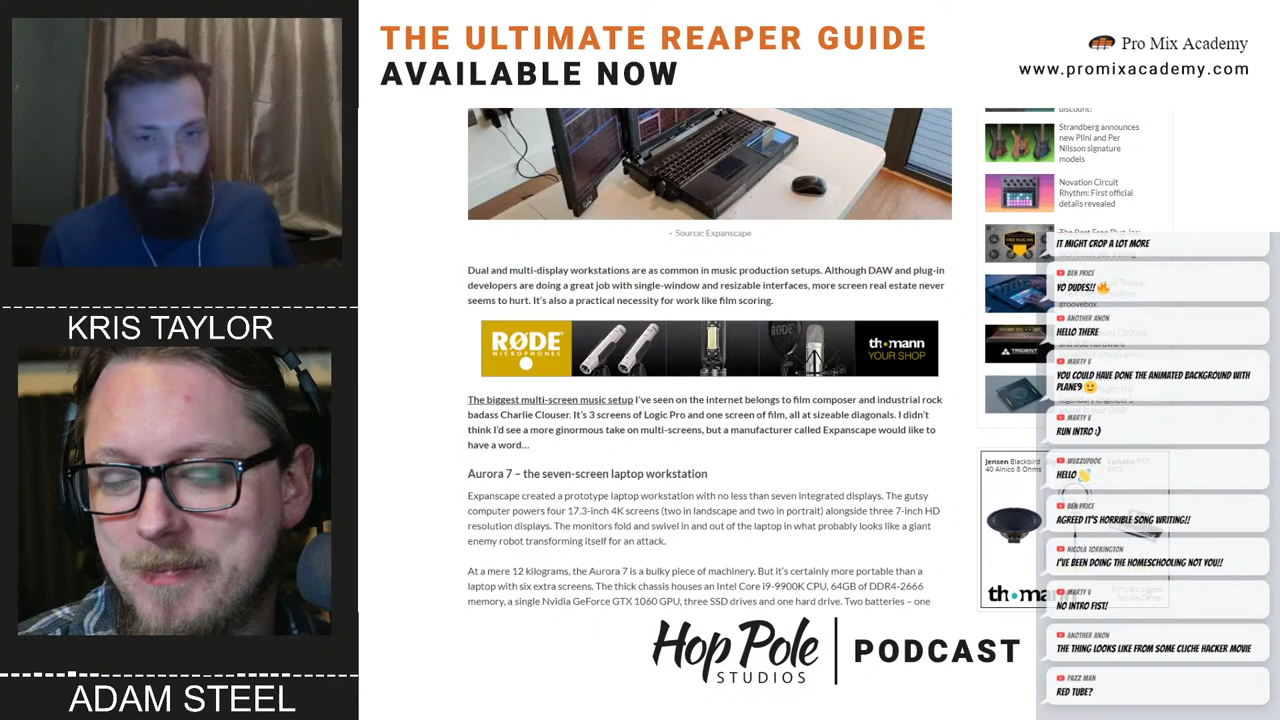 THE ULTIMATE REAPER GUIDE
AVAILABLE NOW
Pro Mix Academy
www.promixacademy.com
KRIS TAYLOR
ADAM STEEL
• Source: Expanscape
Dual and multi-display workstations are as common in music production setups. Although DAW and plug-in
developers are doing a great job with single-window and resizable interfaces, more screen real estate never
seems to hurt. It's also a practical necessity for work like film scoring.
RØDE
MICROPHONES
th•mann
YOUR SHOP
The biggest multi-screen music setup I've seen on the internet belongs to film composer and industrial rock
badass Charlie Clouser. It's 3 screens of Logic Pro and one screen of film, all at sizeable diagonals. I didn't
think I'd see a more ginormous take on multi-screens, but a manufacturer called Expanscape would like to
have a word...
Aurora 7 – the seven-screen laptop workstation
Expanscape created a prototype laptop workstation with no less than seven integrated displays. The gutsy
computer powers four 17.3-inch 4K screens (two in landscape and two in portrait) alongside three 7-inch HD
resolution displays. The monitors fold and swivel in and out of the laptop in what probably looks like a giant
enemy robot transforming itself for an attack.
At a mere 12 kilograms, the Aurora 7 is a bulky piece of machinery. But it's certainly more portable than a
laptop with six extra screens. The thick chassis houses an Intel Core i9-9900K CPU, 64GB of DDR4-2666
memory, a single Nvidia GeForce GTX 1060 GPU, three SSD drives and one hard drive. Two batteries – one
discount!
Strandberg announces
new Plini and Per
Nilsson signature
models
Novation Circuit
Rhythm: First official
details revealed
Jensen Blackbird
40 Alnico 8 Ohms
th•mann
IT MIGHT CROP A LOT MORE
BEN PRICE
YO DUDES!! 🔥
ANOTHER ANON
HELLO THERE
MARTY V
YOU COULD HAVE DONE THE ANIMATED BACKGROUND WITH
PLANE9 🙂
MARTY V
RUN INTRO :)
WUZZUPDOC
HELLO 👋
BEN PRICE
AGREED IT'S HORRIBLE SONG WRITING!!
NICOLA TORKINGTON
I'VE BEEN DOING THE HOMESCHOOLING NOT YOU!!
MARTY V
NO INTRO FIST!
ANOTHER ANON
THE THING LOOKS LIKE FROM SOME CLICHE HACKER MOVIE
PAZZ MAN
RED TUBE?
Hop Pole
STUDIOS
PODCAST